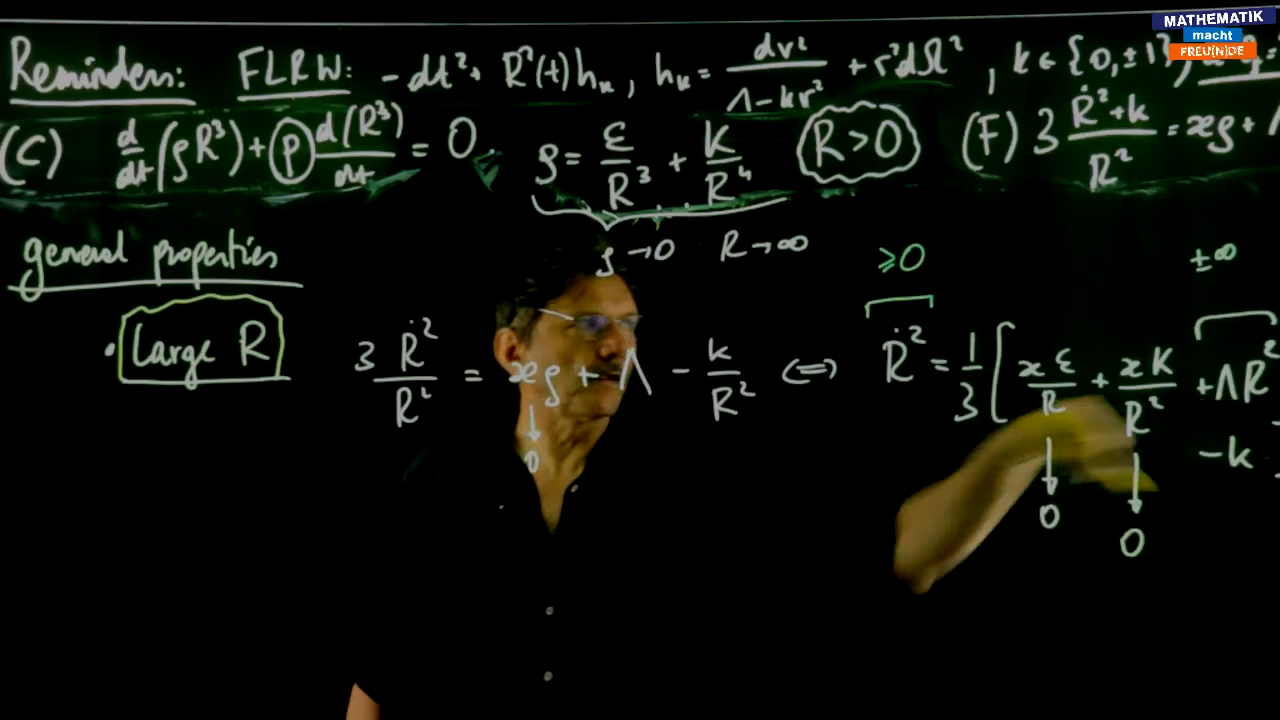 MATHEMATIK
macht
FREU(N)DE
Reminders: FLRW: -dt² + R²(t)h_k, h_k = dr²/(1-kr²) + r²dΩ², k ∈ {0,±1},
(C) d/dt(ρR³) + p d(R³)/dt = 0. ρ = ε/R³ + K/R⁴ R>0 (F) 3 (Ṙ²+k)/R² = ϰρ + Λ
ρ → 0 R → ∞
general properties ≥0 ±∞
• Large R 3 Ṙ²/R² = ϰρ + Λ - k/R² ⇔ Ṙ² = 1/3 [ ϰε/R + ϰK/R² + ΛR²
- k
0 0 0